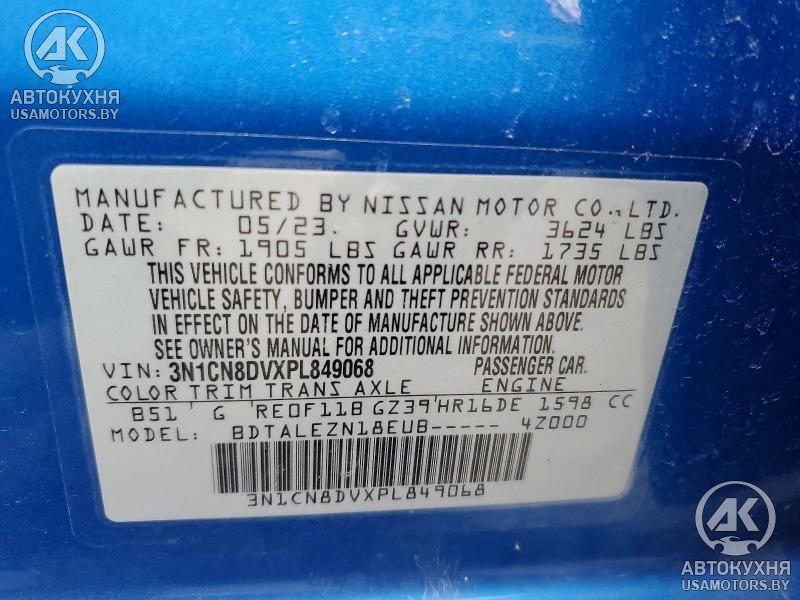 AK
АВТОКУХНЯ
USAMOTORS.BY
MANUFACTURED BY NISSAN MOTOR CO.,LTD.
DATE: 05/23. GVWR: 3624 LBS
GAWR FR: 1905 LBS GAWR RR: 1735 LBS
THIS VEHICLE CONFORMS TO ALL APPLICABLE FEDERAL MOTOR
VEHICLE SAFETY, BUMPER AND THEFT PREVENTION STANDARDS
IN EFFECT ON THE DATE OF MANUFACTURE SHOWN ABOVE.
SEE OWNER'S MANUAL FOR ADDITIONAL INFORMATION.
VIN: 3N1CN8DVXPL849068 PASSENGER CAR.
COLOR TRIM TRANS AXLE ENGINE
B51 G RE0F11B GZ39 HR16DE 1598 CC
MODEL: BDTALEZN18EUB----- 4Z000
3N1CN8DVXPL849068
AK
АВТОКУХНЯ
USAMOTORS.BY